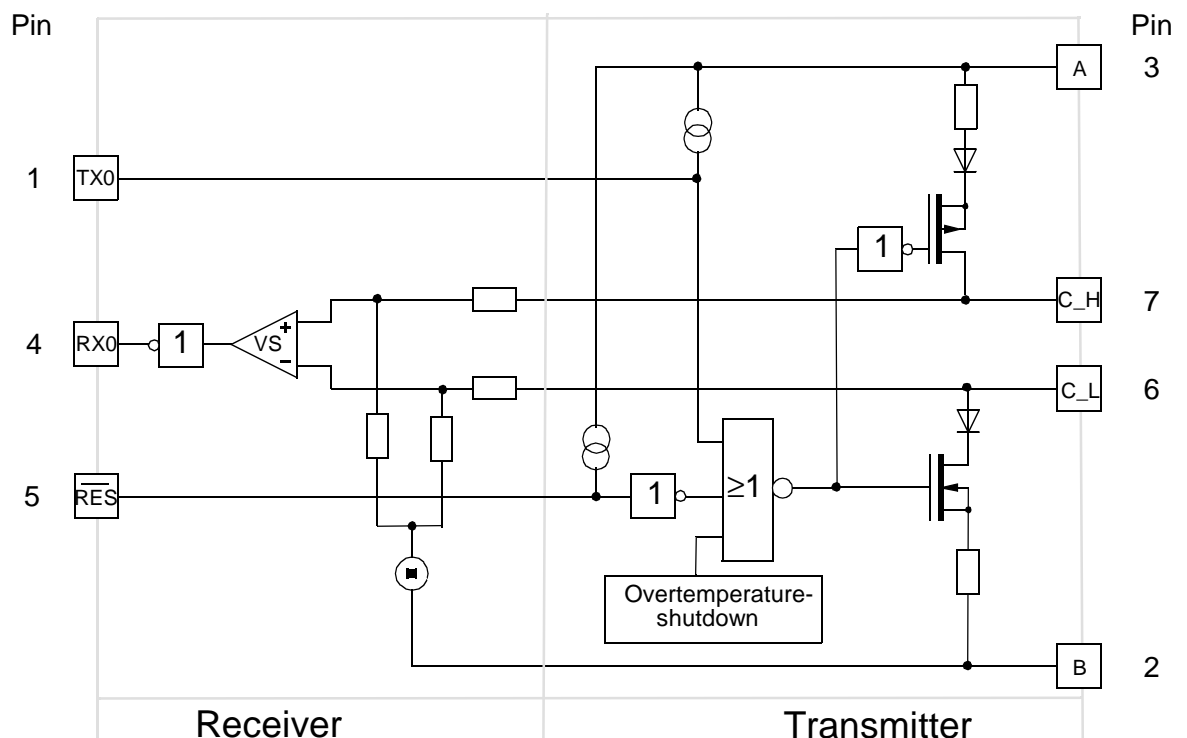 Pin
Pin
A
3
1
TX0
1
C_H
7
4
RX0
1
VS
+
−
C_L
6
5
RES
1
≥1
Overtemperature-
shutdown
B
2
Receiver
Transmitter